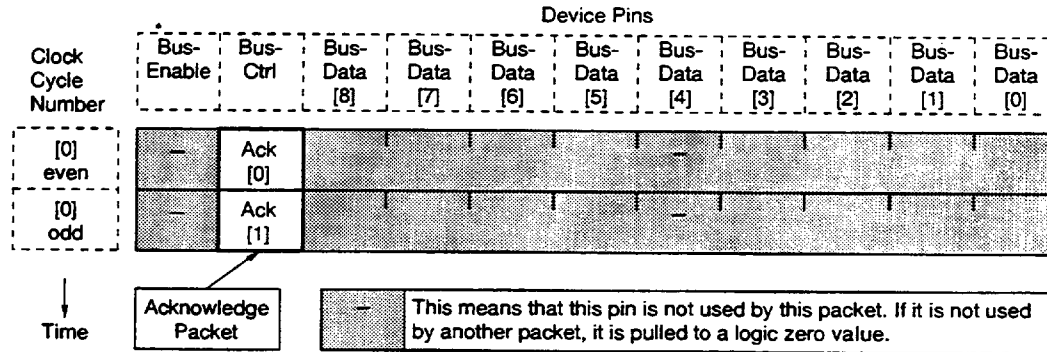 Device Pins
Clock
Cycle
Number
Bus-
Enable
Bus-
Ctrl
Bus-
Data
[8]
Bus-
Data
[7]
Bus-
Data
[6]
Bus-
Data
[5]
Bus-
Data
[4]
Bus-
Data
[3]
Bus-
Data
[2]
Bus-
Data
[1]
Bus-
Data
[0]
[0]
even
–
Ack
[0]
–
[0]
odd
–
Ack
[1]
–
Time
Acknowledge
Packet
–
This means that this pin is not used by this packet. If it is not used
by another packet, it is pulled to a logic zero value.